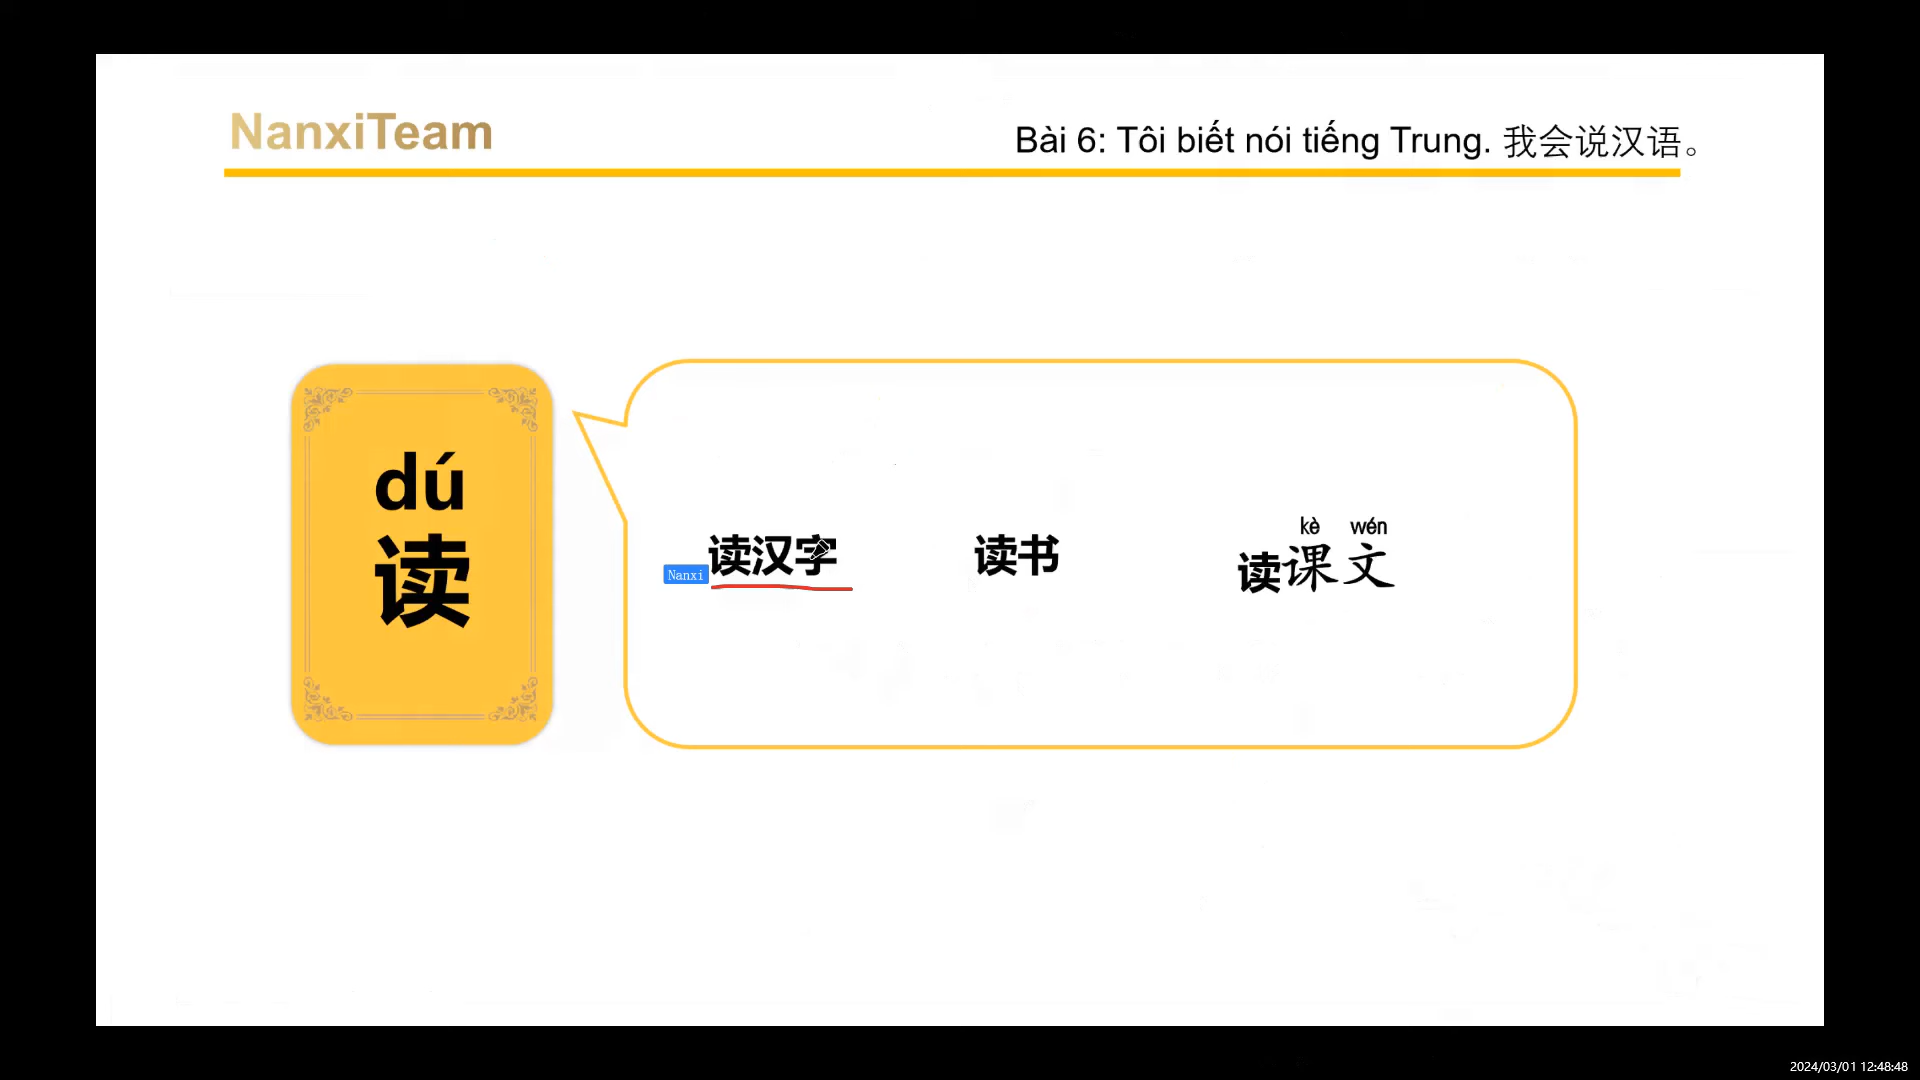 NanxiTeam
Bài 6: Tôi biết nói tiếng Trung. 我会说汉语。
dú
读
Nanxi
读汉字
读书
kè wén
读课文
2024/03/01 12:48:48